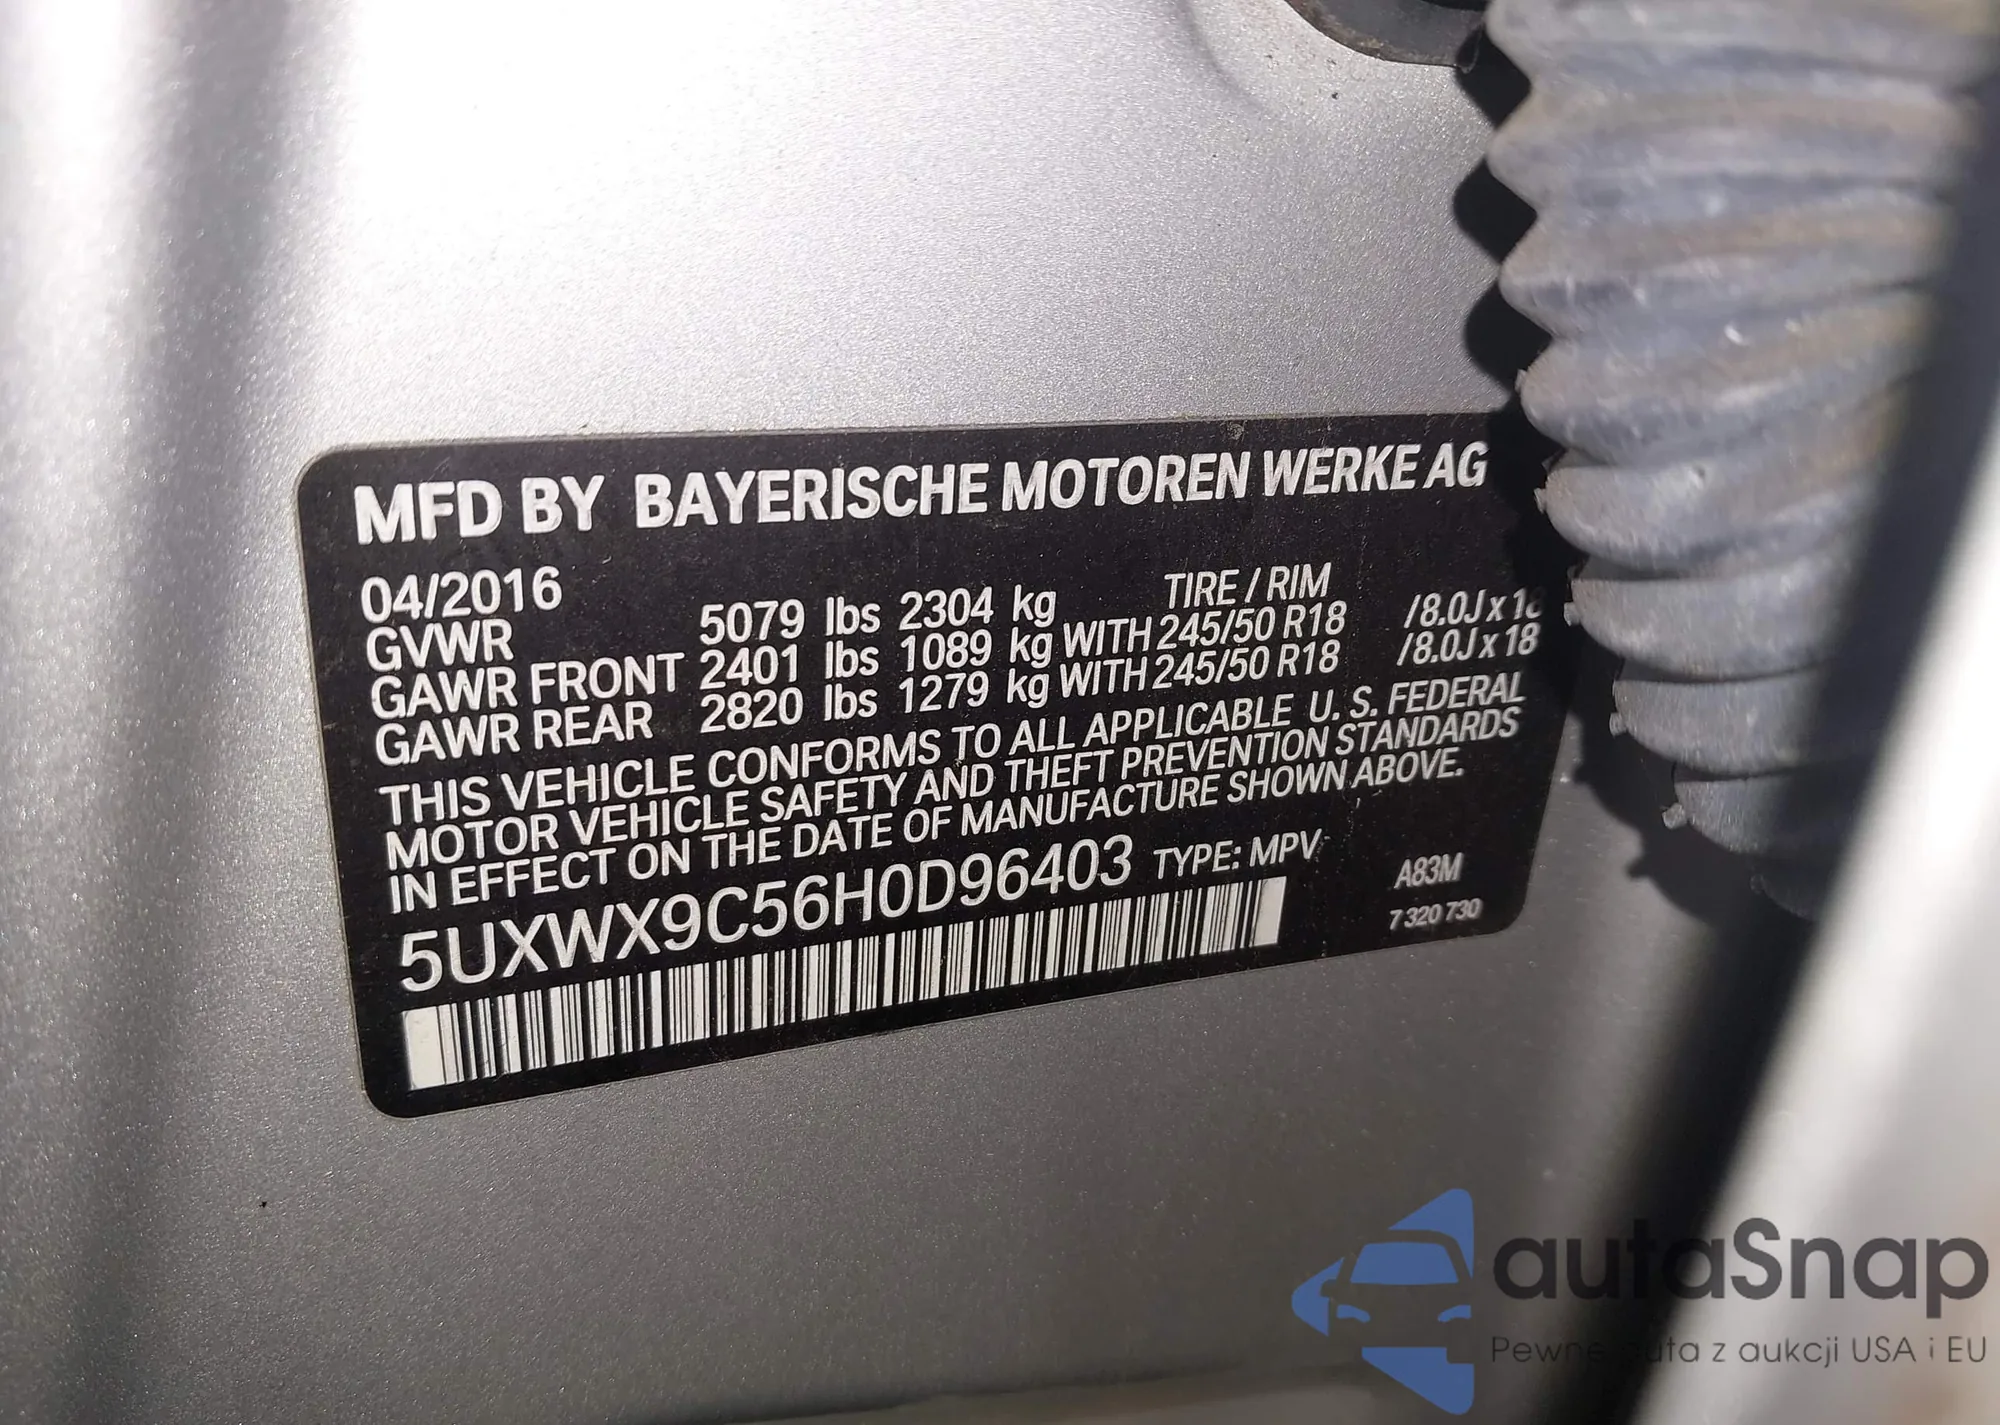 MFD BY BAYERISCHE MOTOREN WERKE AG
04/2016 TIRE / RIM
GVWR 5079 lbs 2304 kg
GAWR FRONT 2401 lbs 1089 kg WITH 245/50 R18 /8.0J x 18
GAWR REAR 2820 lbs 1279 kg WITH 245/50 R18 /8.0J x 18
THIS VEHICLE CONFORMS TO ALL APPLICABLE U. S. FEDERAL
MOTOR VEHICLE SAFETY AND THEFT PREVENTION STANDARDS
IN EFFECT ON THE DATE OF MANUFACTURE SHOWN ABOVE.
5UXWX9C56H0D96403 TYPE: MPV
A83M
7 320 730
autaSnap
Pewne auta z aukcji USA i EU